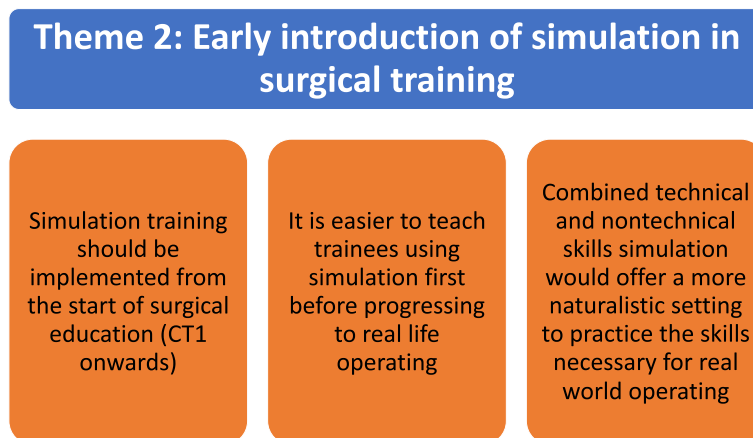 Theme 2: Early introduction of simulation in
surgical training
Simulation training
should be
implemented from
the start of surgical
education (CT1
onwards)
It is easier to teach
trainees using
simulation first
before progressing
to real life
operating
Combined technical
and nontechnical
skills simulation
would offer a more
naturalistic setting
to practice the skills
necessary for real
world operating